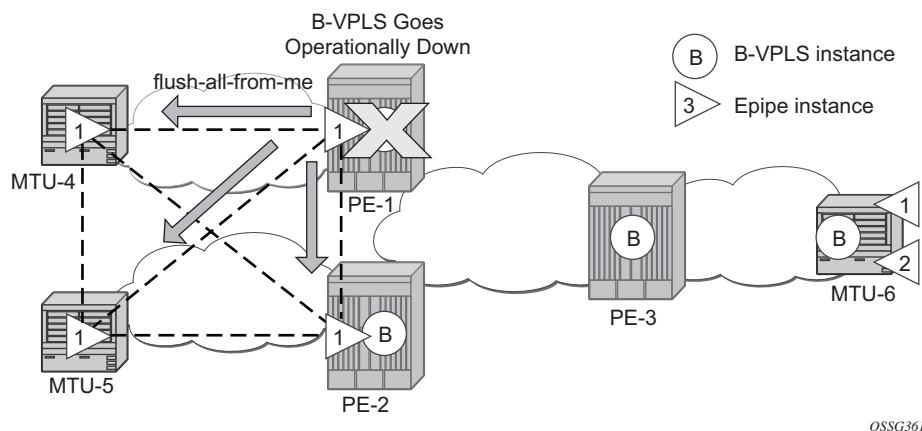 B-VPLS Goes
Operationally Down
flush-all-from-me
B
B-VPLS instance
3
Epipe instance
1
1
MTU-4
PE-1
B
B
1
2
MTU-6
PE-3
1
1
B
MTU-5
PE-2
OSSG361